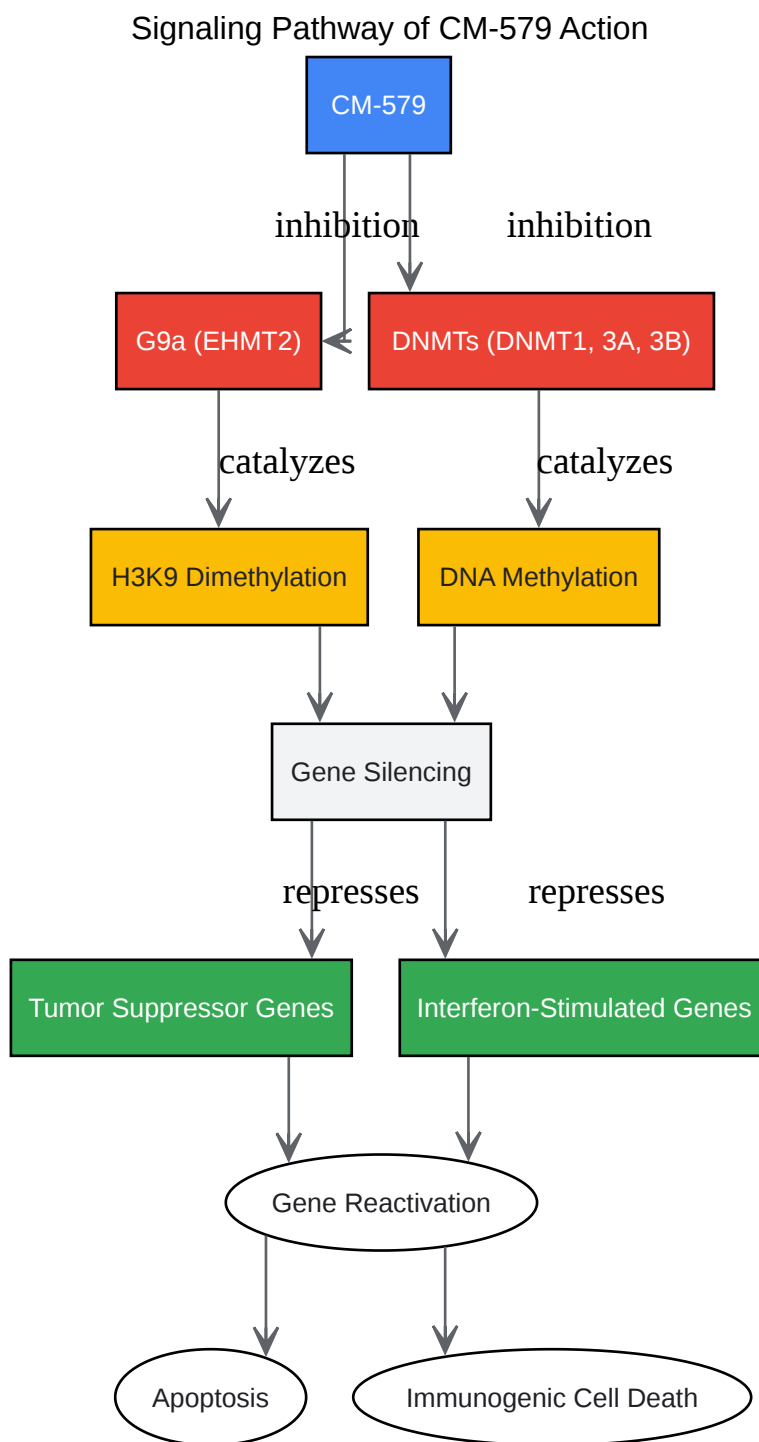 Signaling Pathway of CM-579 Action
CM-579
inhibition
inhibition
G9a (EHMT2)
DNMTs (DNMT1, 3A, 3B)
catalyzes
catalyzes
H3K9 Dimethylation
DNA Methylation
Gene Silencing
represses
represses
Tumor Suppressor Genes
Interferon-Stimulated Genes
Gene Reactivation
Apoptosis
Immunogenic Cell Death